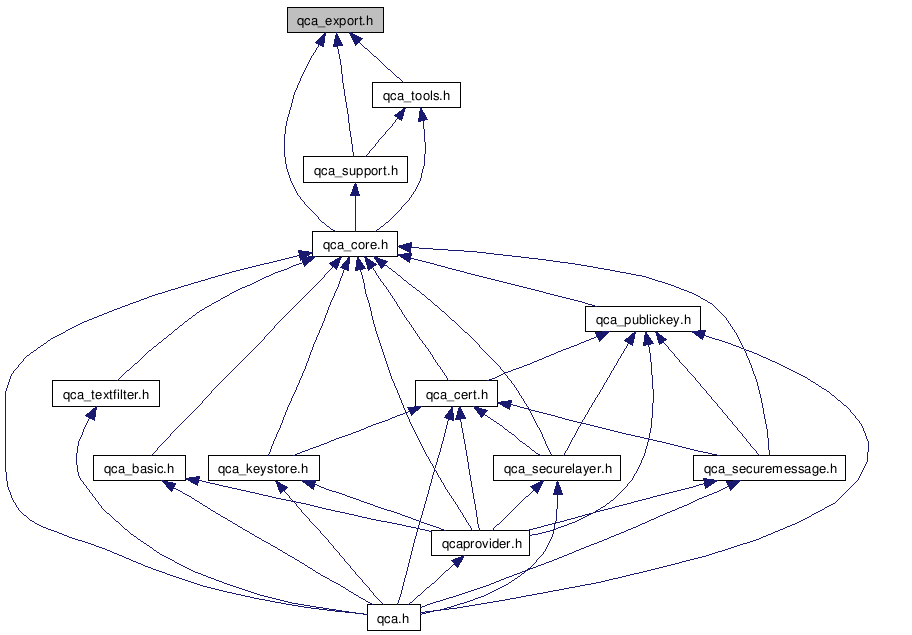 qca_export.h
qca_tools.h
qca_support.h
qca_core.h
qca_publickey.h
qca_textfilter.h
qca_cert.h
qca_basic.h
qca_keystore.h
qca_securelayer.h
qca_securemessage.h
qcaprovider.h
qca.h